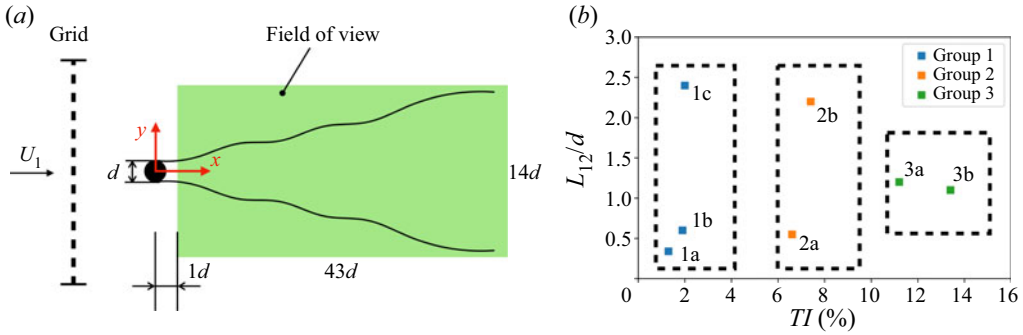 (a)
Grid
Field of view
U1
y
x
d
14d
1d
43d
(b)
3.0
2.5
2.0
1.5
1.0
0.5
0
2
4
6
8
10
12
14
16
L12/d
TI (%)
Group 1
Group 2
Group 3
1c
2b
3a
3b
1b
2a
1a